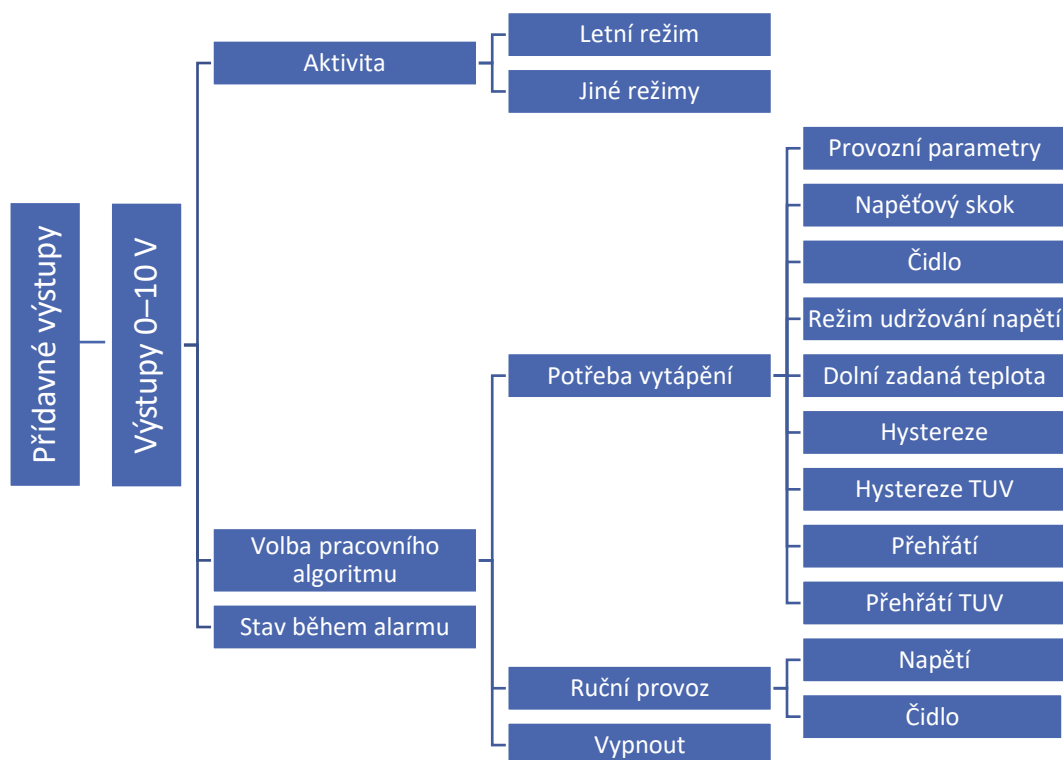 Přídavné výstupy
Výstupy 0–10 V
Aktivita
Letní režim
Jiné režimy
Volba pracovního
algoritmu
Potřeba vytápění
Provozní parametry
Napěťový skok
Čidlo
Režim udržování napětí
Dolní zadaná teplota
Hystereze
Hystereze TUV
Přehřátí
Přehřátí TUV
Ruční provoz
Napětí
Čidlo
Vypnout
Stav během alarmu